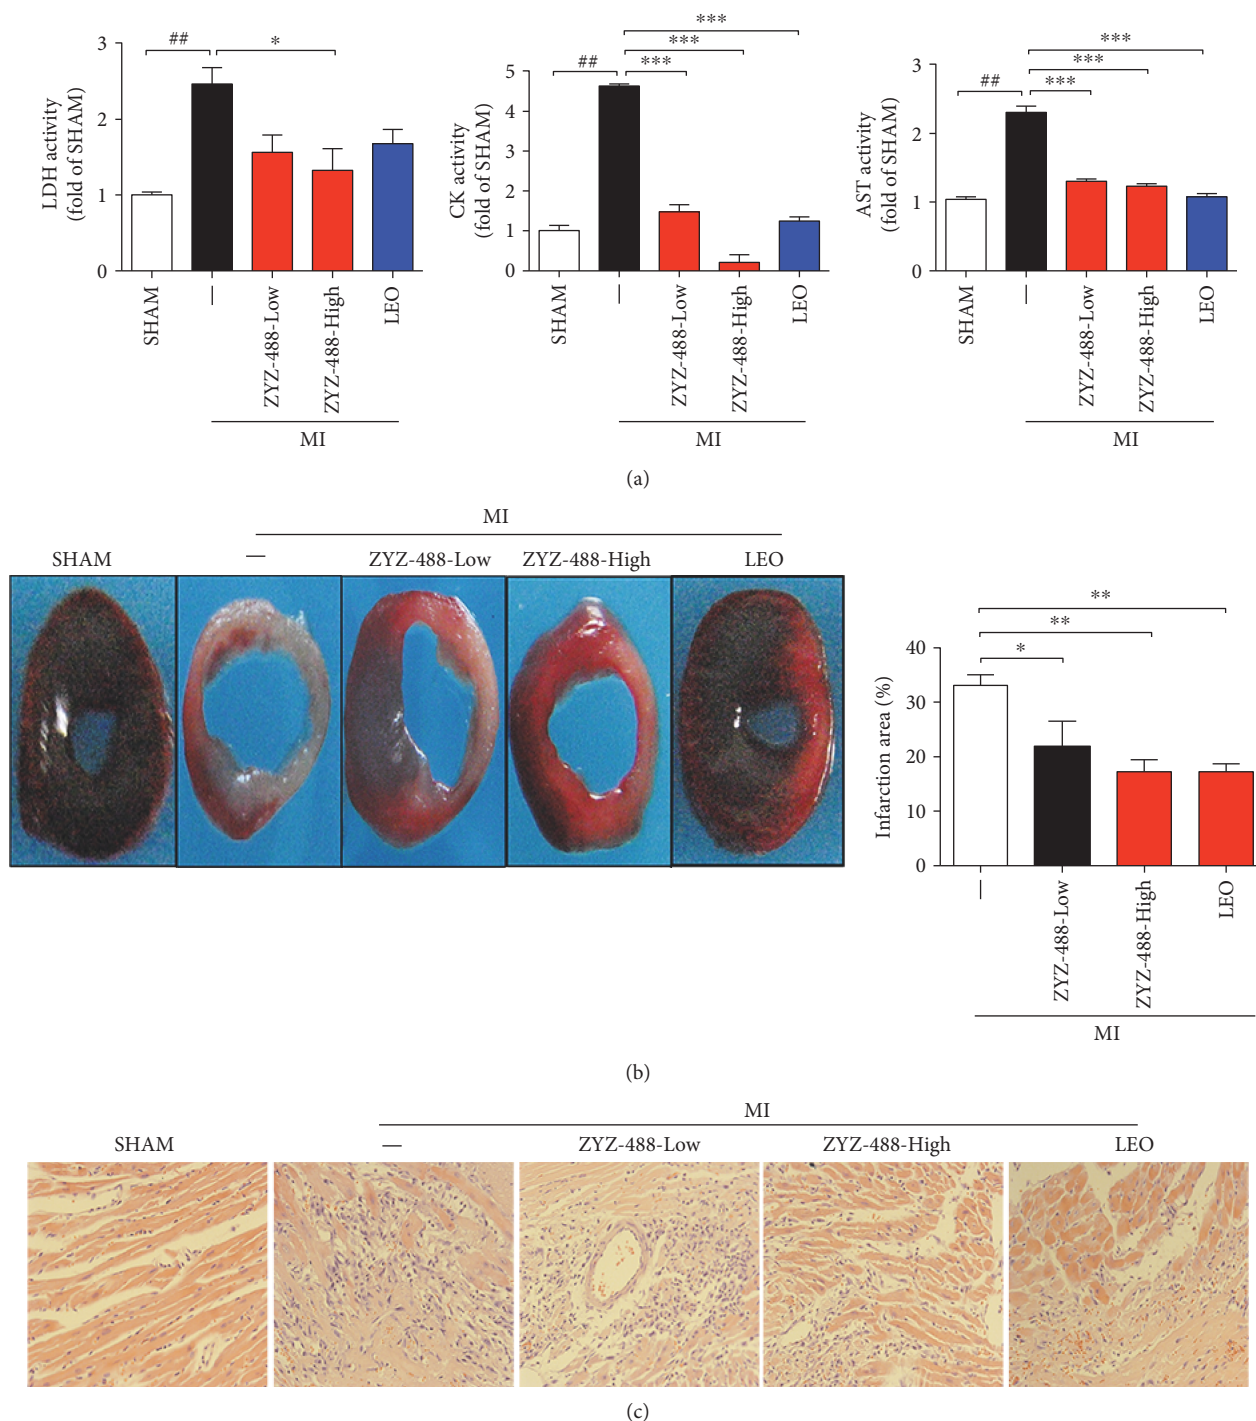 LDH activity
(fold of SHAM)
3
2
1
0
##
*
SHAM
—
ZYZ-488-Low
ZYZ-488-High
LEO
MI
CK activity
(fold of SHAM)
5
4
3
2
1
0
##
***
***
***
SHAM
—
ZYZ-488-Low
ZYZ-488-High
LEO
MI
AST activity
(fold of SHAM)
3
2
1
0
##
***
***
***
SHAM
—
ZYZ-488-Low
ZYZ-488-High
LEO
MI
(a)
MI
SHAM — ZYZ-488-Low ZYZ-488-High LEO
Infarction area (%)
40
30
20
10
0
*
**
**
—
ZYZ-488-Low
ZYZ-488-High
LEO
MI
(b)
MI
SHAM — ZYZ-488-Low ZYZ-488-High LEO
(c)